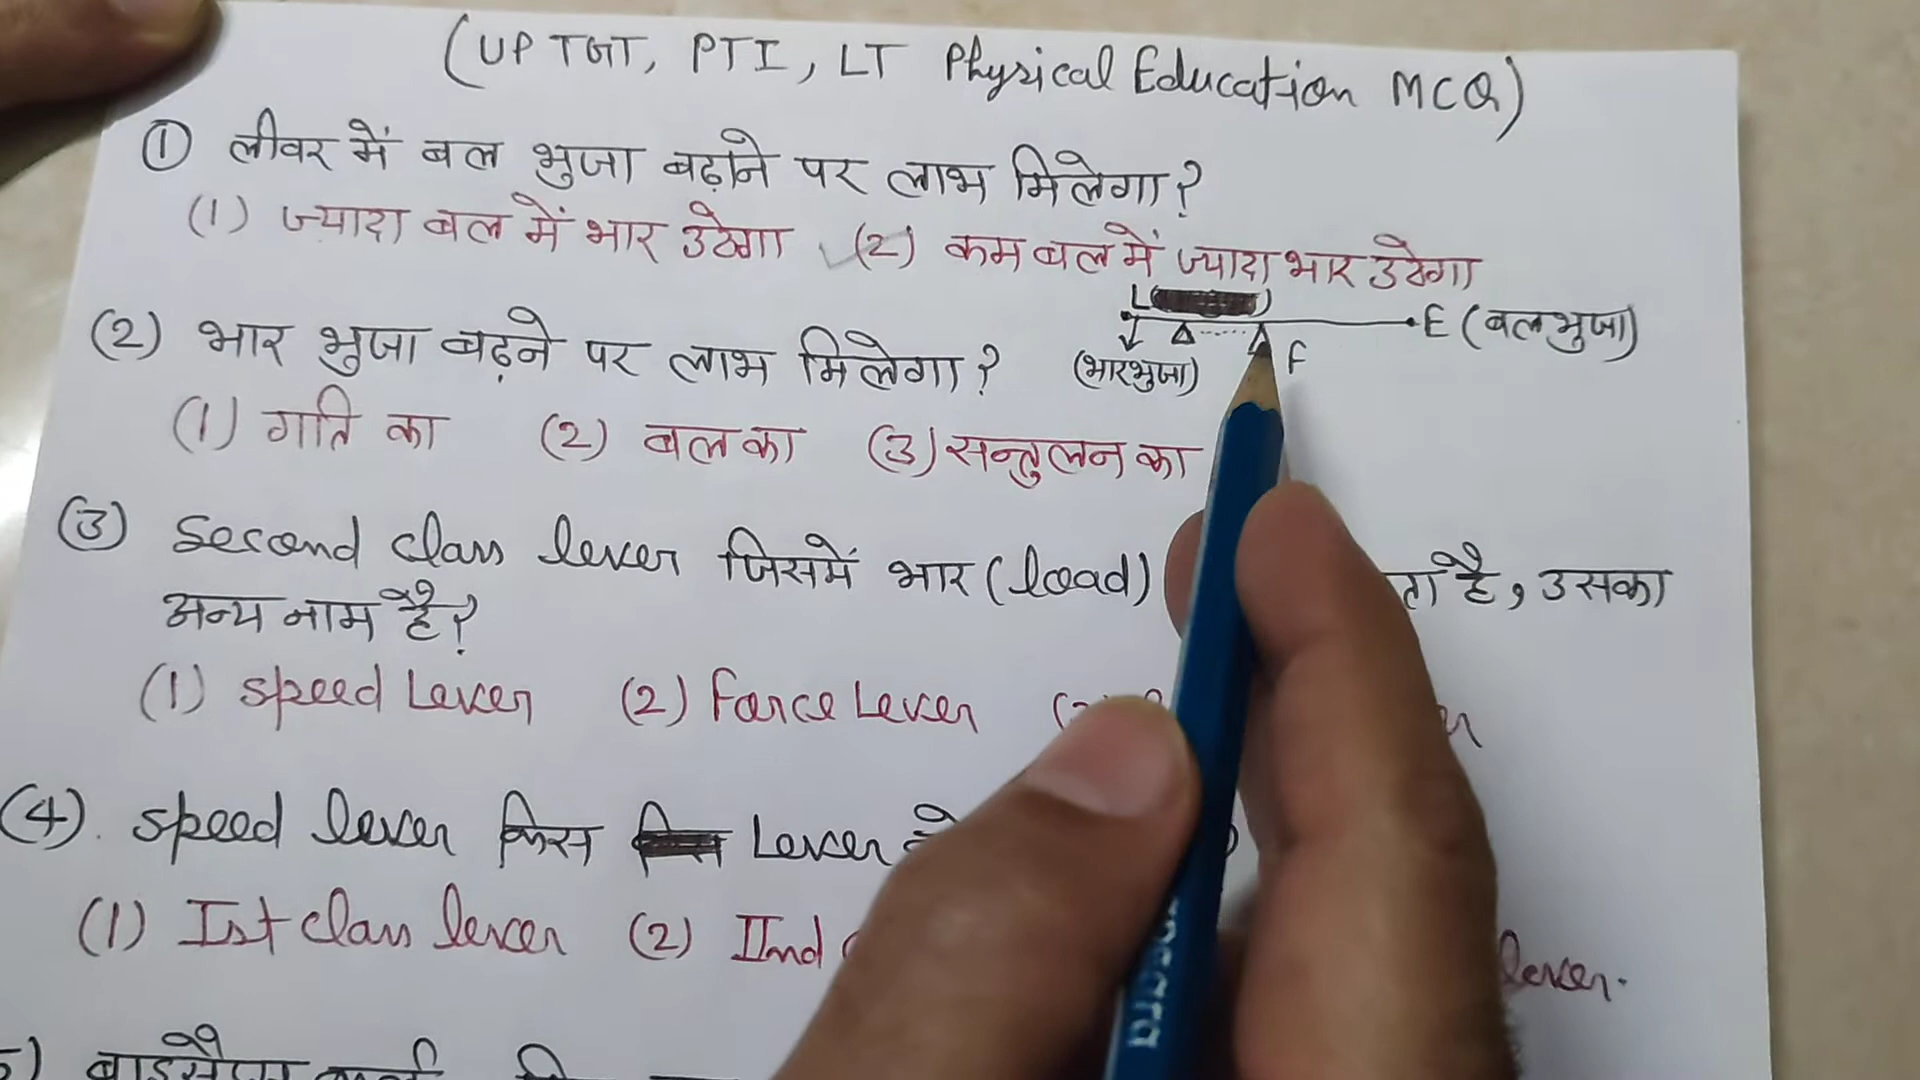 (UP TGT, PTI, LT Physical Education MCQ)
① लीवर में बल भुजा बढ़ाने पर लाभ मिलेगा?
(1) ज्यादा बल में भार उठेगा (2) कम बल में ज्यादा भार उठेगा
L E (बलभुजा)
(2) भार भुजा बढ़ने पर लाभ मिलेगा? (भारभुजा) F
(1) गति का (2) बल का (3) सन्तुलन का
(3) Second class lever जिसमें भार (load) है, उसका
अन्य नाम है?
(1) speed Lever (2) Force Lever
(4). speed lever किस Lever
(1) Ist class lever (2) IInd lever.